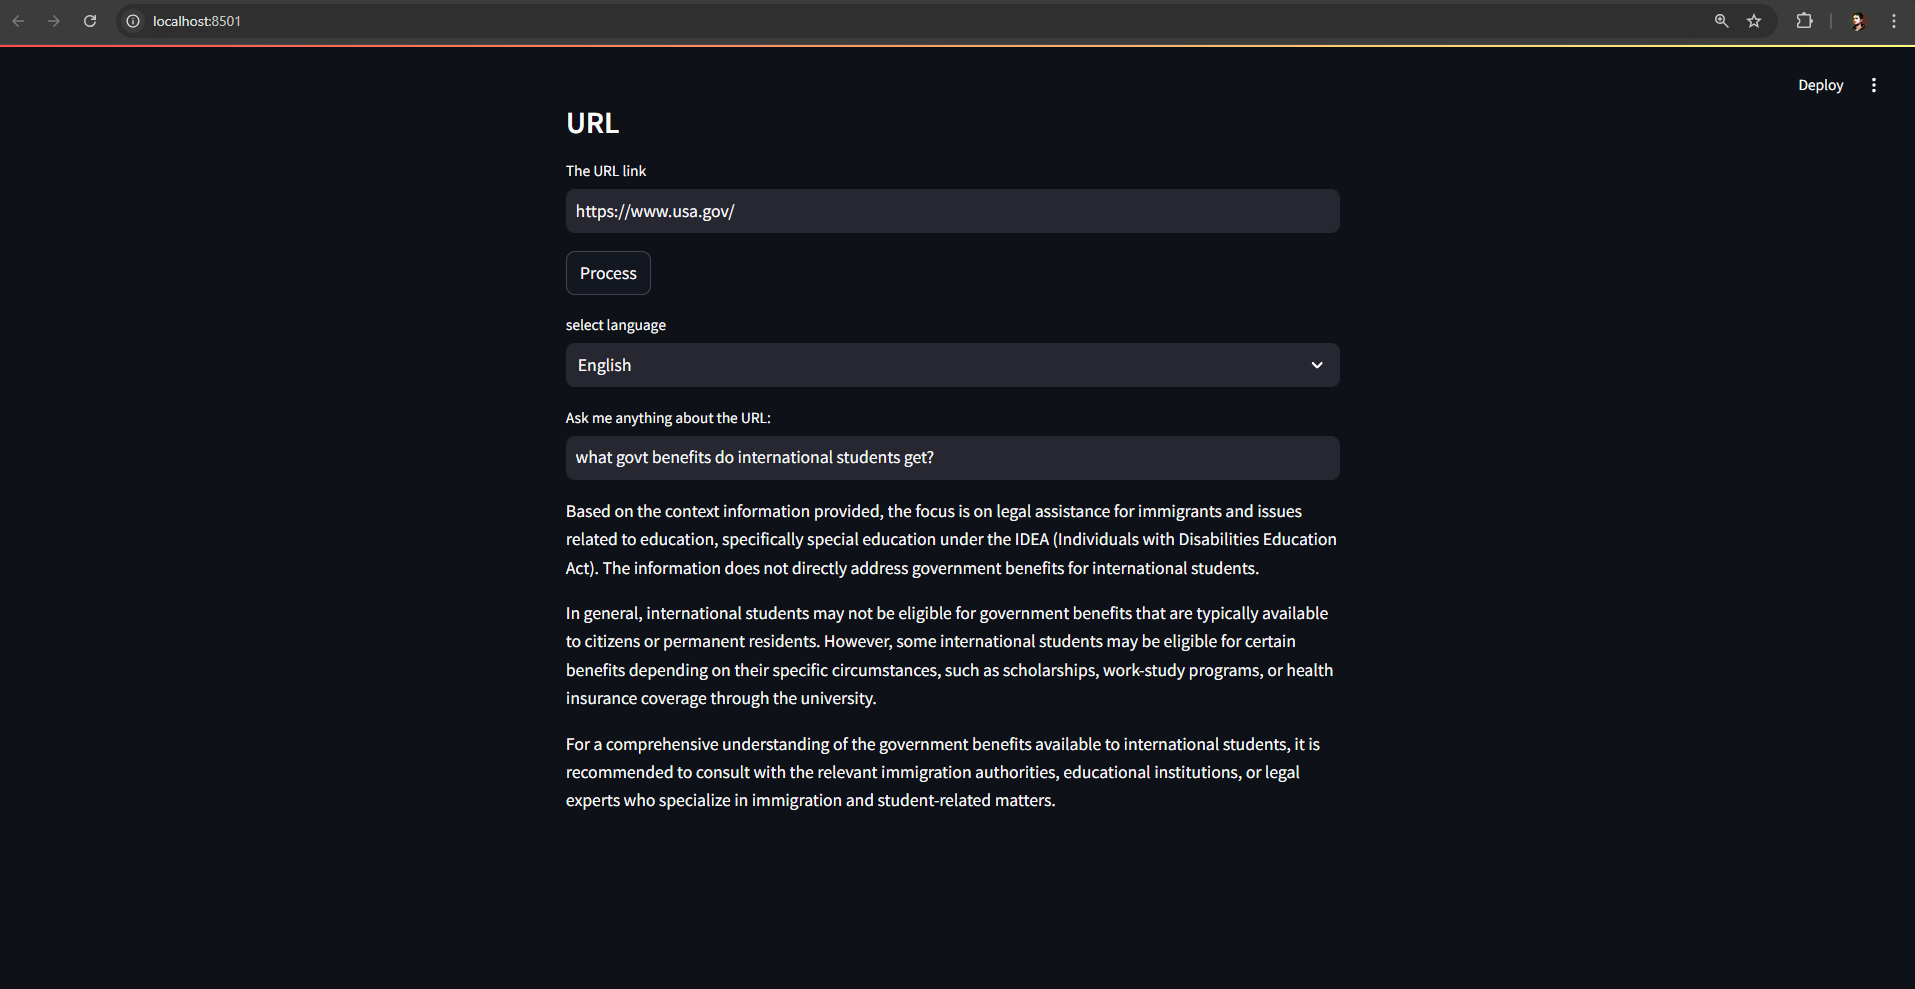 localhost:8501
Deploy
URL
The URL link
https://www.usa.gov/
Process
select language
English
Ask me anything about the URL:
what govt benefits do international students get?
Based on the context information provided, the focus is on legal assistance for immigrants and issues
related to education, specifically special education under the IDEA (Individuals with Disabilities Education
Act). The information does not directly address government benefits for international students.
In general, international students may not be eligible for government benefits that are typically available
to citizens or permanent residents. However, some international students may be eligible for certain
benefits depending on their specific circumstances, such as scholarships, work-study programs, or health
insurance coverage through the university.
For a comprehensive understanding of the government benefits available to international students, it is
recommended to consult with the relevant immigration authorities, educational institutions, or legal
experts who specialize in immigration and student-related matters.